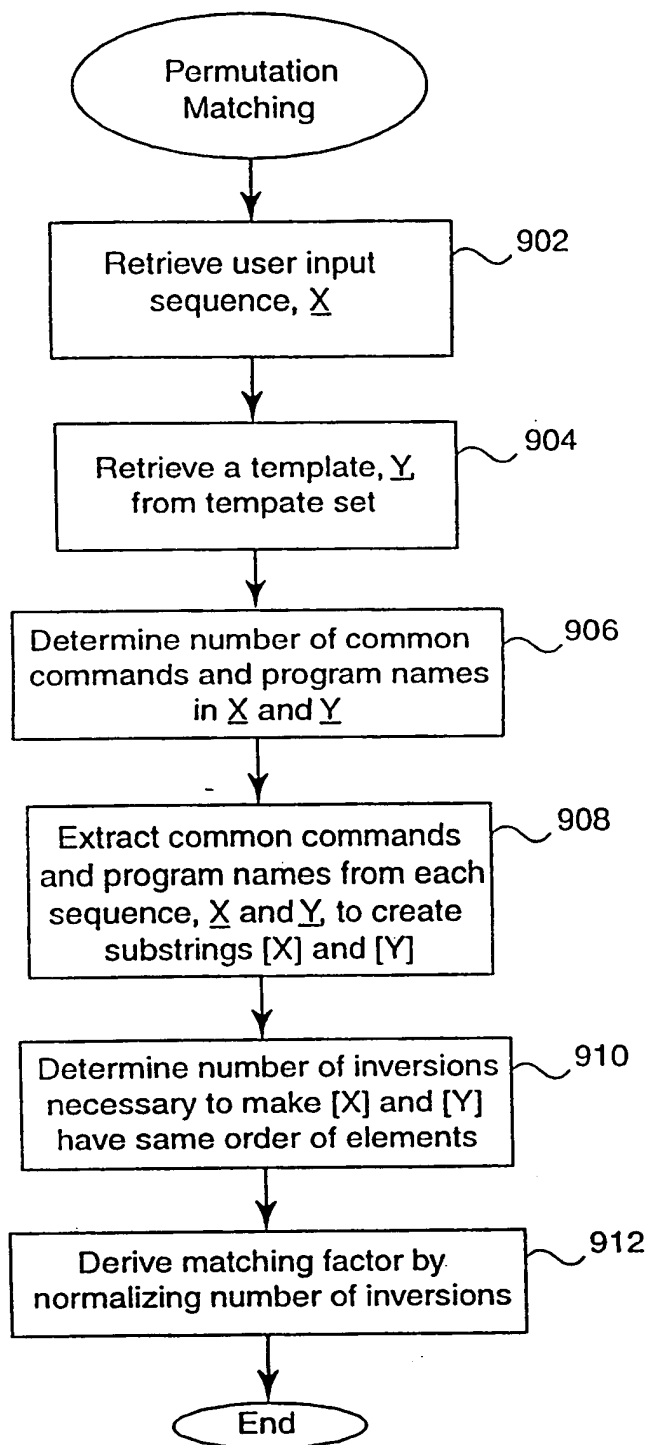 Permutation
Matching
902
Retrieve user input
sequence, X
904
Retrieve a template, Y,
from tempate set
906
Determine number of common
commands and program names
in X and Y
908
Extract common commands
and program names from each
sequence, X and Y, to create
substrings [X] and [Y]
910
Determine number of inversions
necessary to make [X] and [Y]
have same order of elements
912
Derive matching factor by
normalizing number of inversions
End